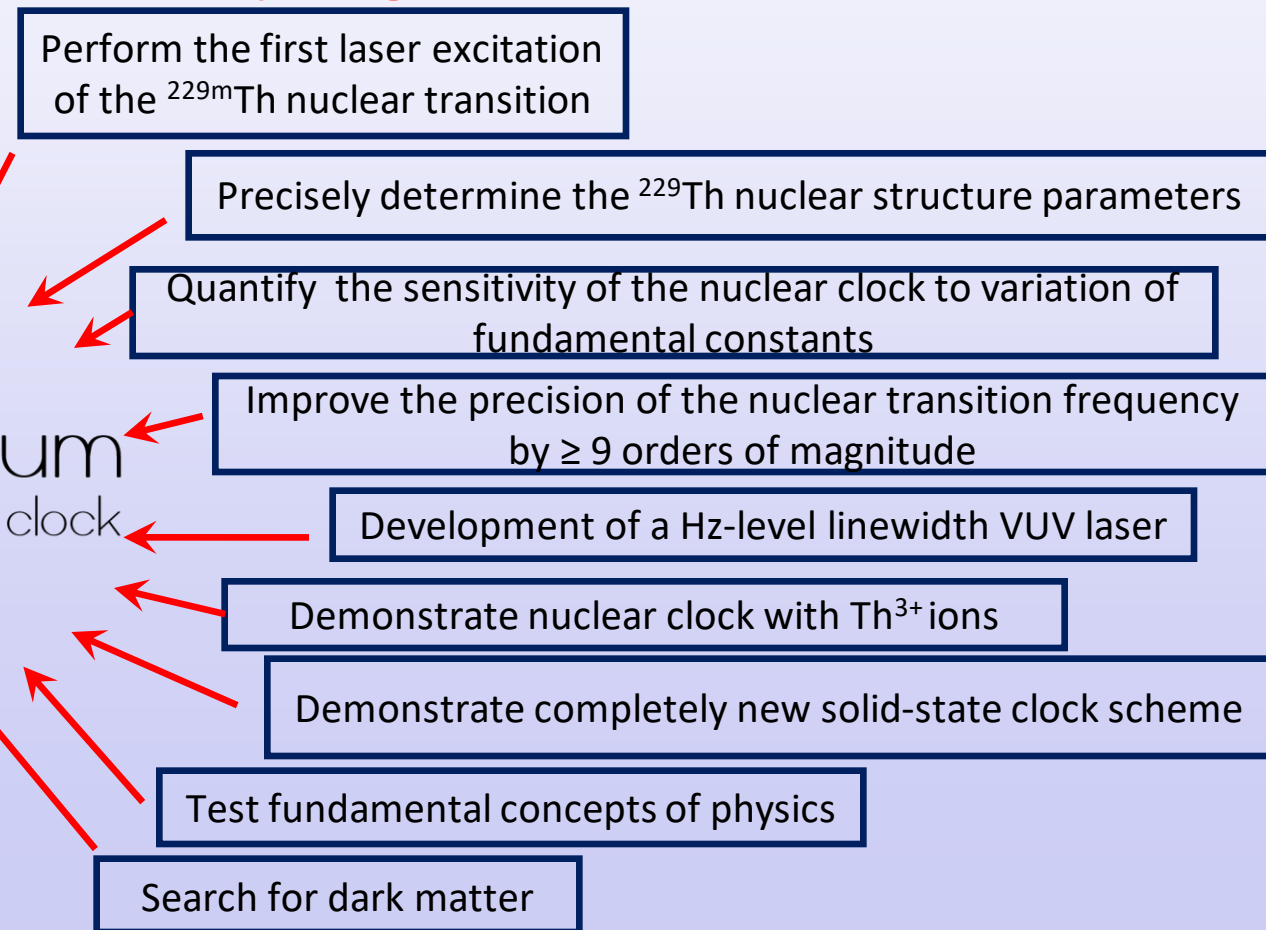 Perform the first laser excitation
of the ²²⁹ᵐTh nuclear transition
Precisely determine the ²²⁹Th nuclear structure parameters
Quantify  the sensitivity of the nuclear clock to variation of
fundamental constants
Improve the precision of the nuclear transition frequency
by ≥ 9 orders of magnitude
um
clock
Development of a Hz-level linewidth VUV laser
Demonstrate nuclear clock with Th³⁺ ions
Demonstrate completely new solid-state clock scheme
Test fundamental concepts of physics
Search for dark matter